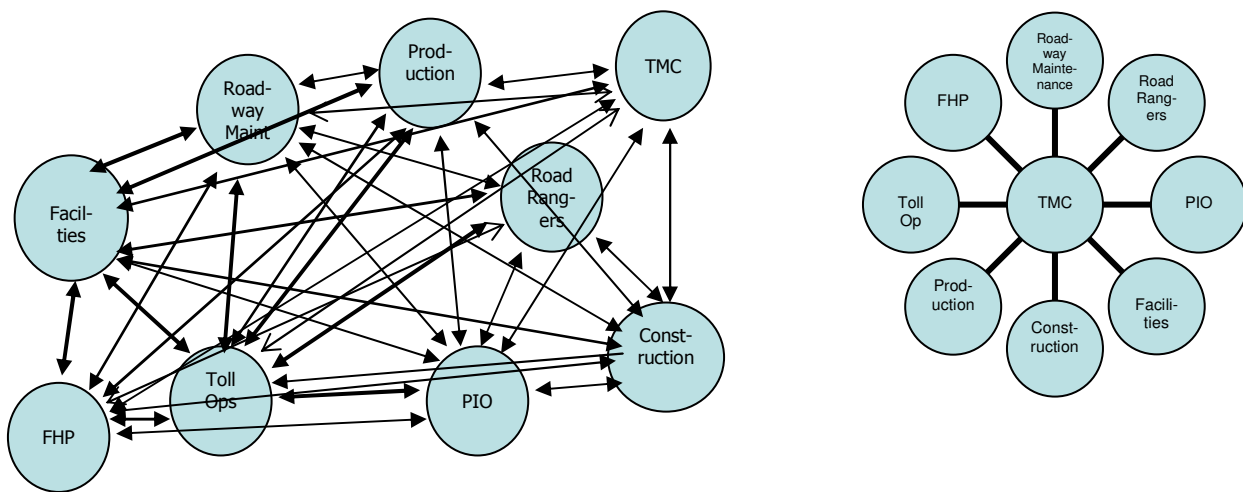 Prod-
uction
TMC
Road-
way
Maint
Road
Rang-
ers
Facil-
ties
Const-
ruction
Toll
Ops
PIO
FHP
Road-
way
Mainte-
nance
FHP
Road
Rang-
ers
Toll
Op
TMC
PIO
Prod-
uction
Facili-
ties
Const-
ruction